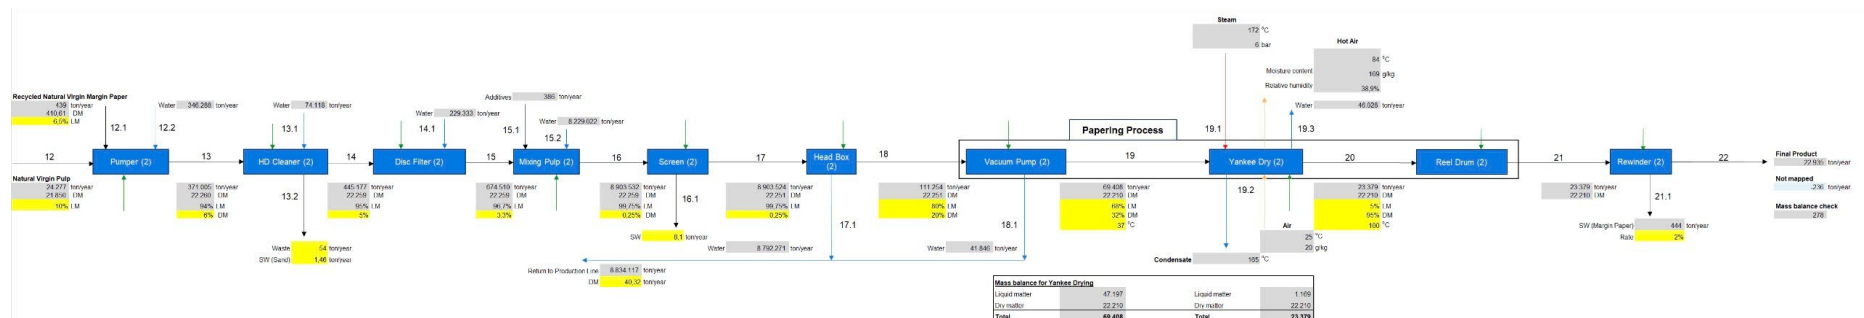 Steam
172 °C
6 bar
Hot Air
84 °C
Moisture content 169 g/kg
Relative humidity 38,9%
Recycled Natural Virgin Margin Paper
439 ton/year
410,61 DM
6,5% LM
Water 346.288 ton/year
Water 74.118 ton/year
Water 229.333 ton/year
Additives 386 ton/year
Water 8.229.022 ton/year
Water 46.028 ton/year
12.1 12.2 13.1 14.1 15.1 15.2 19.1 19.3
Papering Process
12 Pumper (2) 13 HD Cleaner (2) 14 Disc Filter (2) 15 Mixing Pulp (2) 16 Screen (2) 17 Head Box (2) 18 Vacuum Pump (2) 19 Yankee Dry (2) 20 Reel Drum (2) 21 Rewinder (2) 22
Final Product
22.935 ton/year
Not mapped
-236 ton/year
Mass balance check
278
Natural Virgin Pulp
24.277 ton/year
21.850 DM
10% LM
371.005 ton/year
22.260 DM
94% LM
6% DM
13.2
Waste 54 ton/year
SW (Sand) 1,46 ton/year
445.177 ton/year
22.259 DM
95% LM
5% DM
674.510 ton/year
22.259 DM
96,7% LM
3,3% DM
8.903.532 ton/year
22.259 DM
99,75% LM
0,25% DM
16.1
SW 6,1 ton/year
8.903.524 ton/year
22.251 DM
99,75% LM
0,25% DM
17.1
Water 8.792.271 ton/year
111.254 ton/year
22.251 DM
80% LM
20% DM
18.1
Water 41.846 ton/year
69.408 ton/year
22.210 DM
68% LM
32% DM
37 °C
19.2
Air
25 °C
20 g/kg
Condensate 165 °C
23.379 ton/year
22.210 DM
5% LM
95% DM
100 °C
23.379 ton/year
22.210 DM
21.1
SW (Margin Paper) 444 ton/year
Rate 2%
Return to Production Line 8.834.117 ton/year
DM 40,32 ton/year
Mass balance for Yankee Drying
Liquid matter 47.197 Liquid matter 1.169
Dry matter 22.210 Dry matter 22.210
Total 69.408 Total 23.379